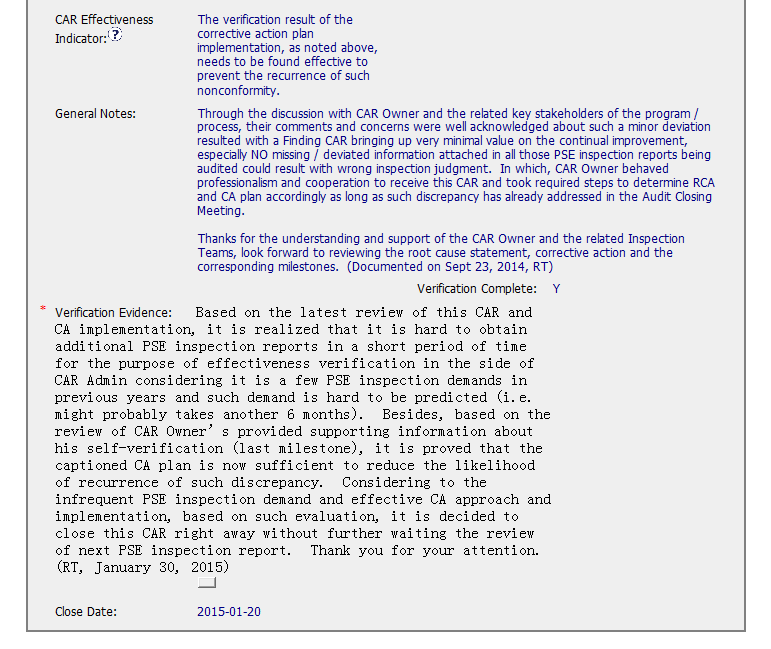 CAR Effectiveness Indicator: The verification result of the
corrective action plan
implementation, as noted above,
needs to be found effective to
prevent the recurrence of such
nonconformity.
General Notes: Through the discussion with CAR Owner and the related key stakeholders of the program /
process, their comments and concerns were well acknowledged about such a minor deviation
resulted with a Finding CAR bringing up very minimal value on the continual improvement,
especially NO missing / deviated information attached in all those PSE inspection reports being
audited could result with wrong inspection judgment.  In which, CAR Owner behaved
professionalism and cooperation to receive this CAR and took required steps to determine RCA
and CA plan accordingly as long as such discrepancy has already addressed in the Audit Closing
Meeting.
Thanks for the understanding and support of the CAR Owner and the related Inspection
Teams, look forward to reviewing the root cause statement, corrective action and the
corresponding milestones.  (Documented on Sept 23, 2014, RT)
Verification Complete: Y
* Verification Evidence: Based on the latest review of this CAR and
CA implementation, it is realized that it is hard to obtain
additional PSE inspection reports in a short period of time
for the purpose of effectiveness verification in the side of
CAR Admin considering it is a few PSE inspection demands in
previous years and such demand is hard to be predicted (i.e.
might probably takes another 6 months).  Besides, based on the
review of CAR Owner's provided supporting information about
his self-verification (last milestone), it is proved that the
captioned CA plan is now sufficient to reduce the likelihood
of recurrence of such discrepancy.  Considering to the
infrequent PSE inspection demand and effective CA approach and
implementation, based on such evaluation, it is decided to
close this CAR right away without further waiting the review
of next PSE inspection report.  Thank you for your attention.
(RT, January 30, 2015)
Close Date: 2015-01-20